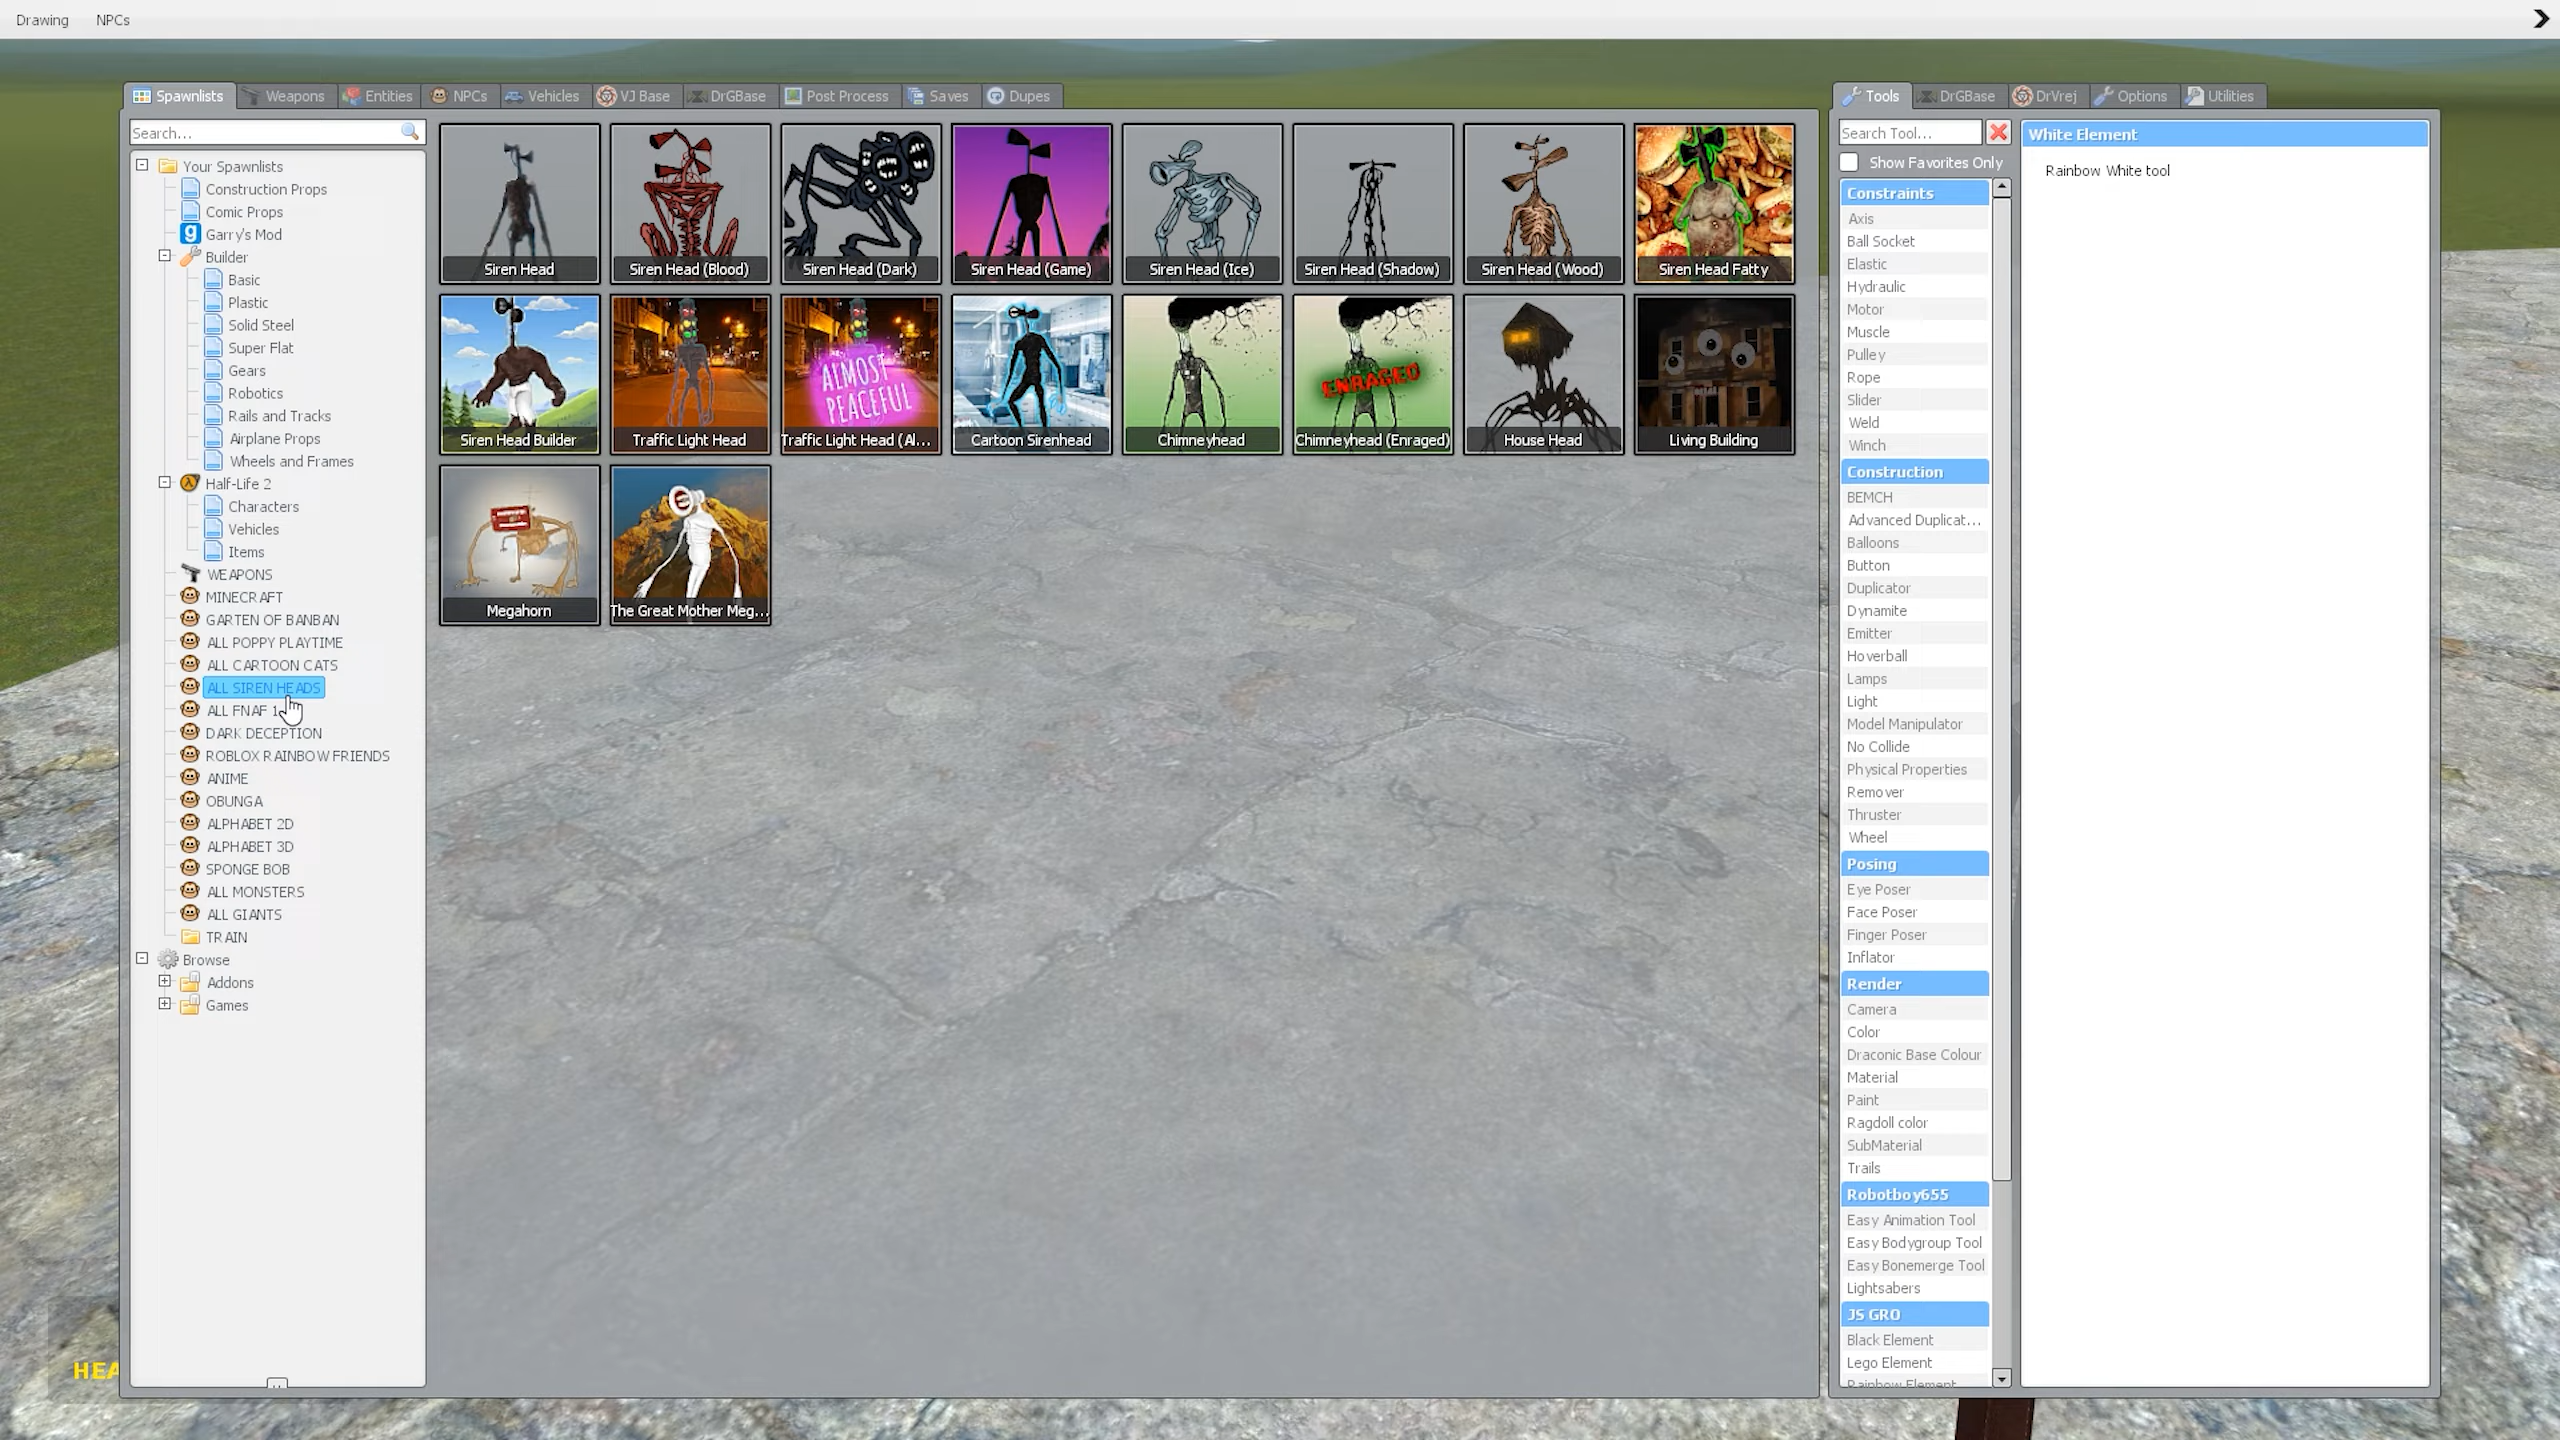 Drawing NPCs
Spawnlists Weapons Entities NPCs Vehicles VJ Base DrGBase Post Process Saves Dupes
Search...
Your Spawnlists
Construction Props
Comic Props
Garry's Mod
Builder
Basic
Plastic
Solid Steel
Super Flat
Gears
Robotics
Rails and Tracks
Airplane Props
Wheels and Frames
Half-Life 2
Characters
Vehicles
Items
WEAPONS
MINECRAFT
GARTEN OF BANBAN
ALL POPPY PLAYTIME
ALL CARTOON CATS
ALL SIREN HEADS
ALL FNAF 1
DARK DECEPTION
ROBLOX RAINBOW FRIENDS
ANIME
OBUNGA
ALPHABET 2D
ALPHABET 3D
SPONGE BOB
ALL MONSTERS
ALL GIANTS
TRAIN
Browse
Addons
Games
Siren Head Siren Head (Blood) Siren Head (Dark) Siren Head (Game) Siren Head (Ice) Siren Head (Shadow) Siren Head (Wood) Siren Head Fatty
ALMOST
PEACEFUL
ENRAGED
Siren Head Builder Traffic Light Head Traffic Light Head (Al... Cartoon Sirenhead Chimneyhead Chimneyhead (Enraged) House Head Living Building
Megahorn The Great Mother Meg...
Tools DrGBase DrVrej Options Utilities
Search Tool...
Show Favorites Only
Constraints
Axis
Ball Socket
Elastic
Hydraulic
Motor
Muscle
Pulley
Rope
Slider
Weld
Winch
Construction
BEMCH
Advanced Duplicat...
Balloons
Button
Duplicator
Dynamite
Emitter
Hoverball
Lamps
Light
Model Manipulator
No Collide
Physical Properties
Remover
Thruster
Wheel
Posing
Eye Poser
Face Poser
Finger Poser
Inflator
Render
Camera
Color
Draconic Base Colour
Material
Paint
Ragdoll color
SubMaterial
Trails
Robotboy655
Easy Animation Tool
Easy Bodygroup Tool
Easy Bonemerge Tool
Lightsabers
JS GRO
Black Element
Lego Element
Rainbow Element
White Element
Rainbow White tool
HEA